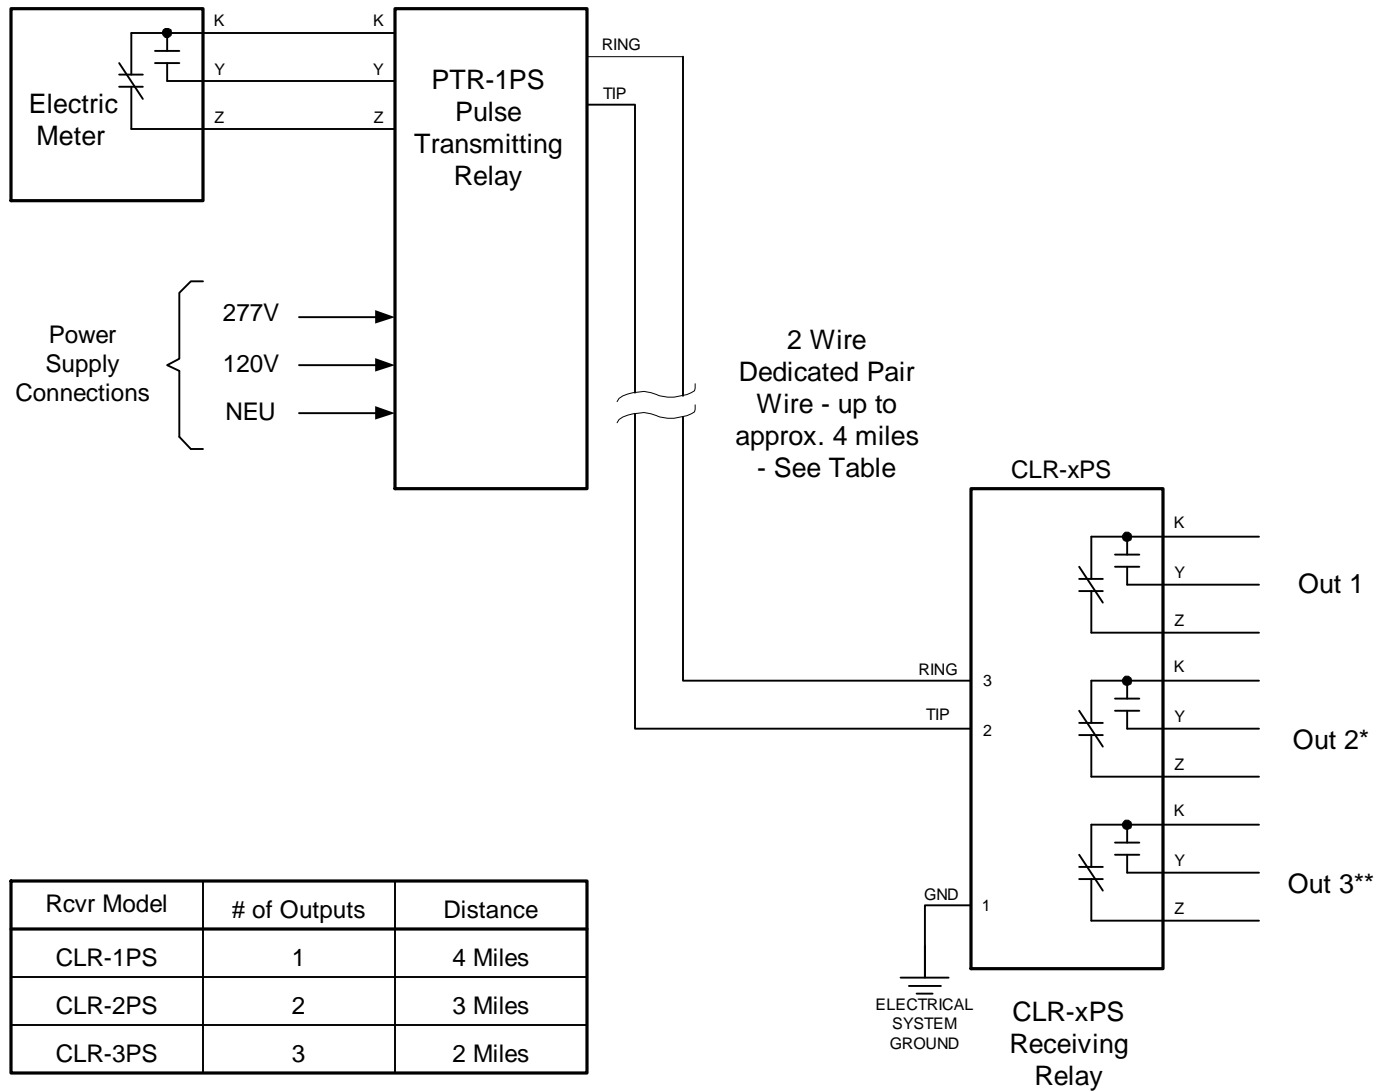 K K
Y Y
Z Z
Electric
Meter
PTR-1PS
Pulse
Transmitting
Relay
RING
TIP
Power
Supply
Connections
277V
120V
NEU
2 Wire
Dedicated Pair
Wire - up to
approx. 4 miles
- See Table
CLR-xPS
K
Y
Z
Out 1
RING 3
TIP 2
K
Y
Z
Out 2*
K
Y
Z
Out 3**
GND 1
ELECTRICAL
SYSTEM
GROUND
CLR-xPS
Receiving
Relay
Rcvr Model # of Outputs Distance
CLR-1PS 1 4 Miles
CLR-2PS 2 3 Miles
CLR-3PS 3 2 Miles